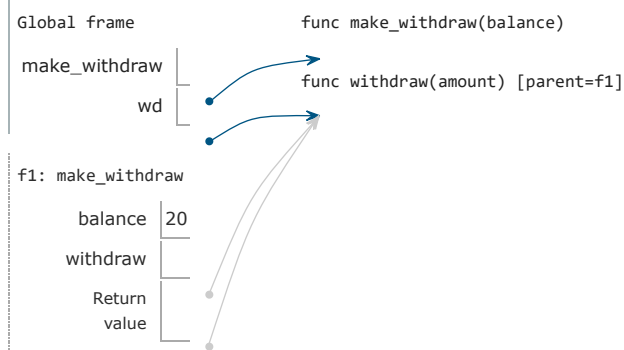 Global frame
func make_withdraw(balance)
make_withdraw
func withdraw(amount) [parent=f1]
wd
f1: make_withdraw
balance 20
withdraw
Return
value